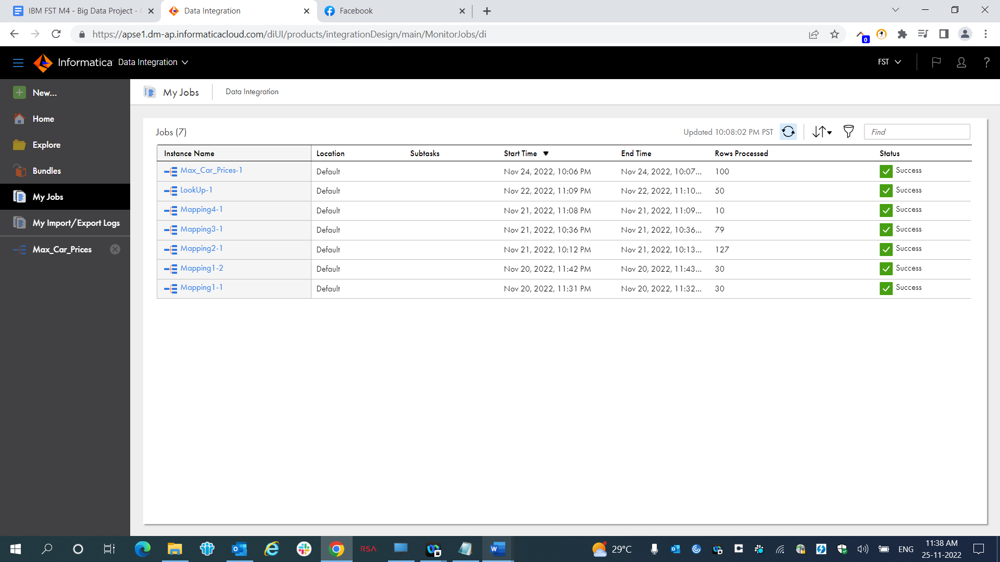 IBM FST M4 - Big Data Project -
Data Integration
Facebook
https://apse1.dm-ap.informaticacloud.com/diUI/products/integrationDesign/main/MonitorJobs/di
0
Informatica Data Integration
FST
?
New...
Home
Explore
Bundles
My Jobs
My Import/Export Logs
Max_Car_Prices
My Jobs
Data Integration
Jobs (7)
Updated 10:08:02 PM PST
Find
Instance Name Location Subtasks Start Time End Time Rows Processed Status
Max_Car_Prices-1 Default Nov 24, 2022, 10:06 PM Nov 24, 2022, 10:07... 100 Success
LookUp-1 Default Nov 22, 2022, 11:09 PM Nov 22, 2022, 11:10... 50 Success
Mapping4-1 Default Nov 21, 2022, 11:08 PM Nov 21, 2022, 11:09... 10 Success
Mapping3-1 Default Nov 21, 2022, 10:36 PM Nov 21, 2022, 10:36... 79 Success
Mapping2-1 Default Nov 21, 2022, 10:12 PM Nov 21, 2022, 10:13... 127 Success
Mapping1-2 Default Nov 20, 2022, 11:42 PM Nov 20, 2022, 11:43... 30 Success
Mapping1-1 Default Nov 20, 2022, 11:31 PM Nov 20, 2022, 11:32... 30 Success
RSA
29°C
ENG
11:38 AM
25-11-2022